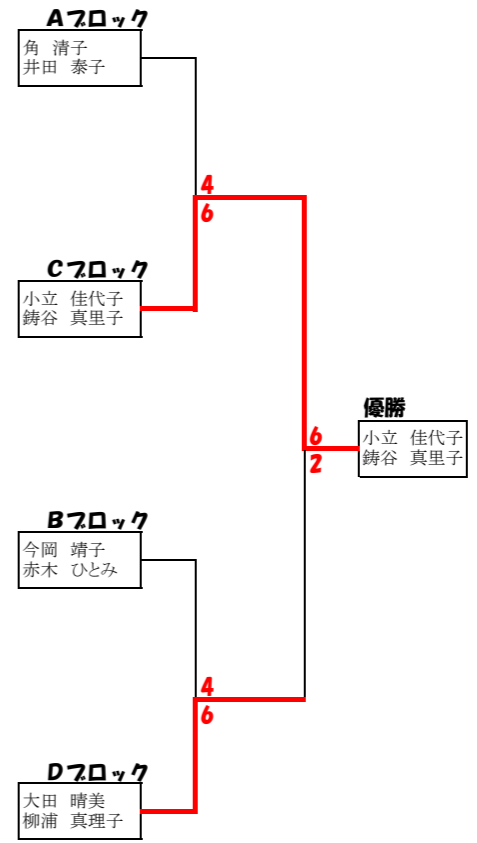 Aブロック
角　清子
井田　泰子
4
6
Cブロック
小立　佳代子
鋳谷　真里子
優勝
小立　佳代子
鋳谷　真里子
6
2
Bブロック
今岡　靖子
赤木　ひとみ
4
6
Dブロック
大田　晴美
柳浦　真理子